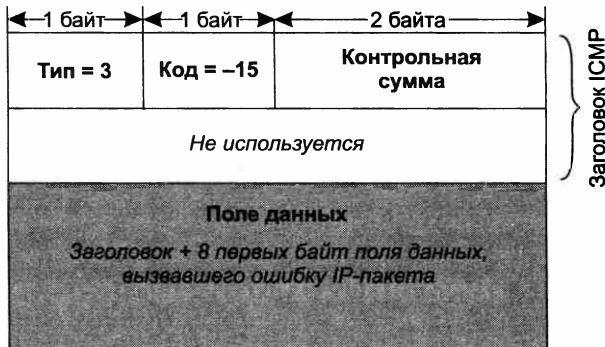 1 байт 1 байт 2 байта
Тип = 3 Код = –15 Контрольная
сумма
Не используется
Заголовок ICMP
Поле данных
Заголовок + 8 первых байт поля данных,
вызвавшего ошибку IP-пакета